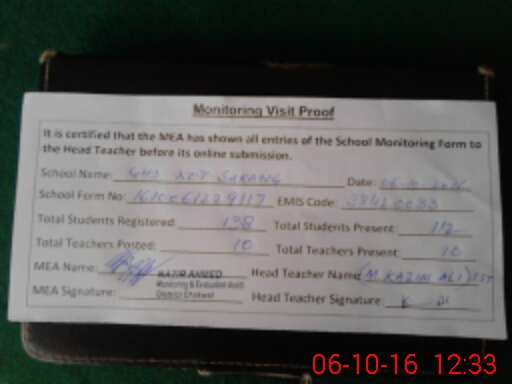 Monitoring Visit Proof
It is certified that the MEA has shown all entries of the School Monitoring Form to
the Head Teacher before its online submission.
School Name: GHS KOT SARANG Date: 06-10-2016
School Form No: EMIS Code:
Total Students Registered: 138 Total Students Present: 112
Total Teachers Posted: 10 Total Teachers Present: 10
MEA Name: NAZIR AHMED Head Teacher Name (M KAZIM ALI) SST
Monitoring & Evaluation Assit.
MEA Signature: District Chakwal Head Teacher Signature:
06-10-16 12:33